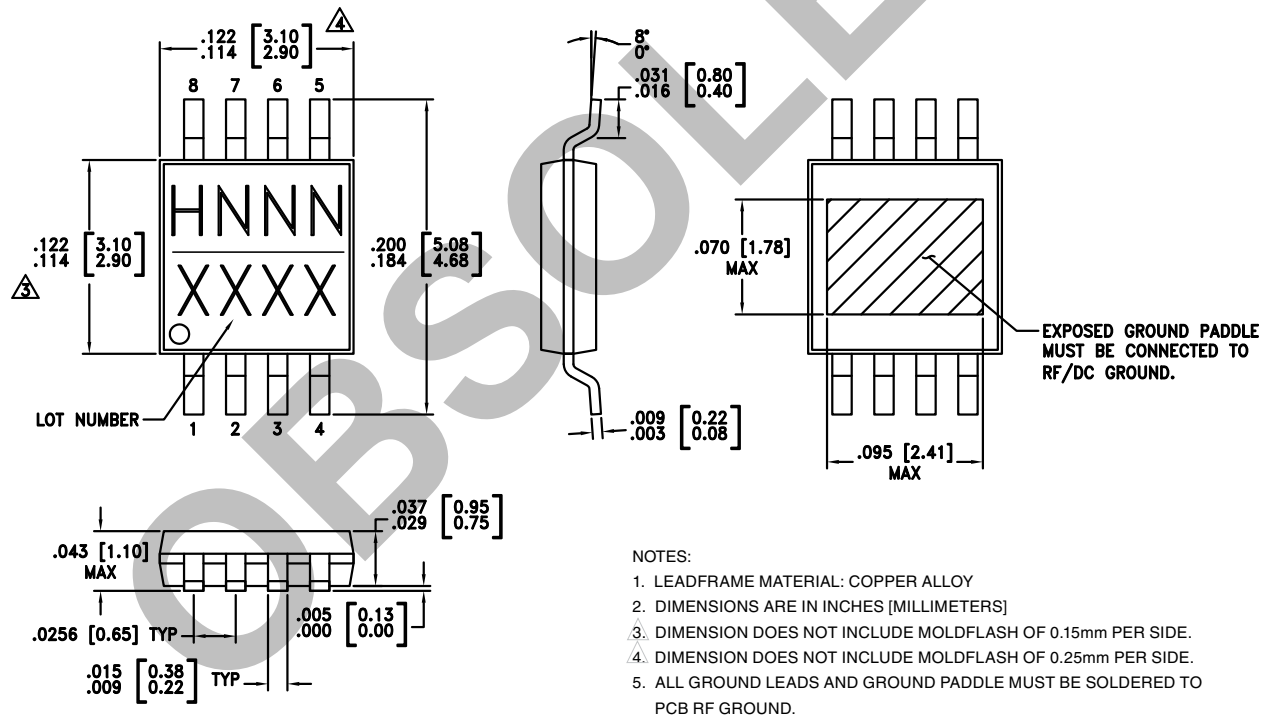 .122 [3.10]
.114 [2.90]
4
8 7 6 5
HNNN
XXXX
.122 [3.10]
.114 [2.90]
3
.200 [5.08]
.184 [4.68]
LOT NUMBER
1 2 3 4
8°
0°
.031 [0.80]
.016 [0.40]
.009 [0.22]
.003 [0.08]
.070 [1.78]
MAX
EXPOSED GROUND PADDLE
MUST BE CONNECTED TO
RF/DC GROUND.
.095 [2.41]
MAX
.037 [0.95]
.029 [0.75]
.043 [1.10]
MAX
.005 [0.13]
.000 [0.00]
.0256 [0.65] TYP
.015 [0.38]
.009 [0.22]
TYP
NOTES:
1. LEADFRAME MATERIAL: COPPER ALLOY
2. DIMENSIONS ARE IN INCHES [MILLIMETERS]
3. DIMENSION DOES NOT INCLUDE MOLDFLASH OF 0.15mm PER SIDE.
4. DIMENSION DOES NOT INCLUDE MOLDFLASH OF 0.25mm PER SIDE.
5. ALL GROUND LEADS AND GROUND PADDLE MUST BE SOLDERED TO
PCB RF GROUND.
OBSOLE